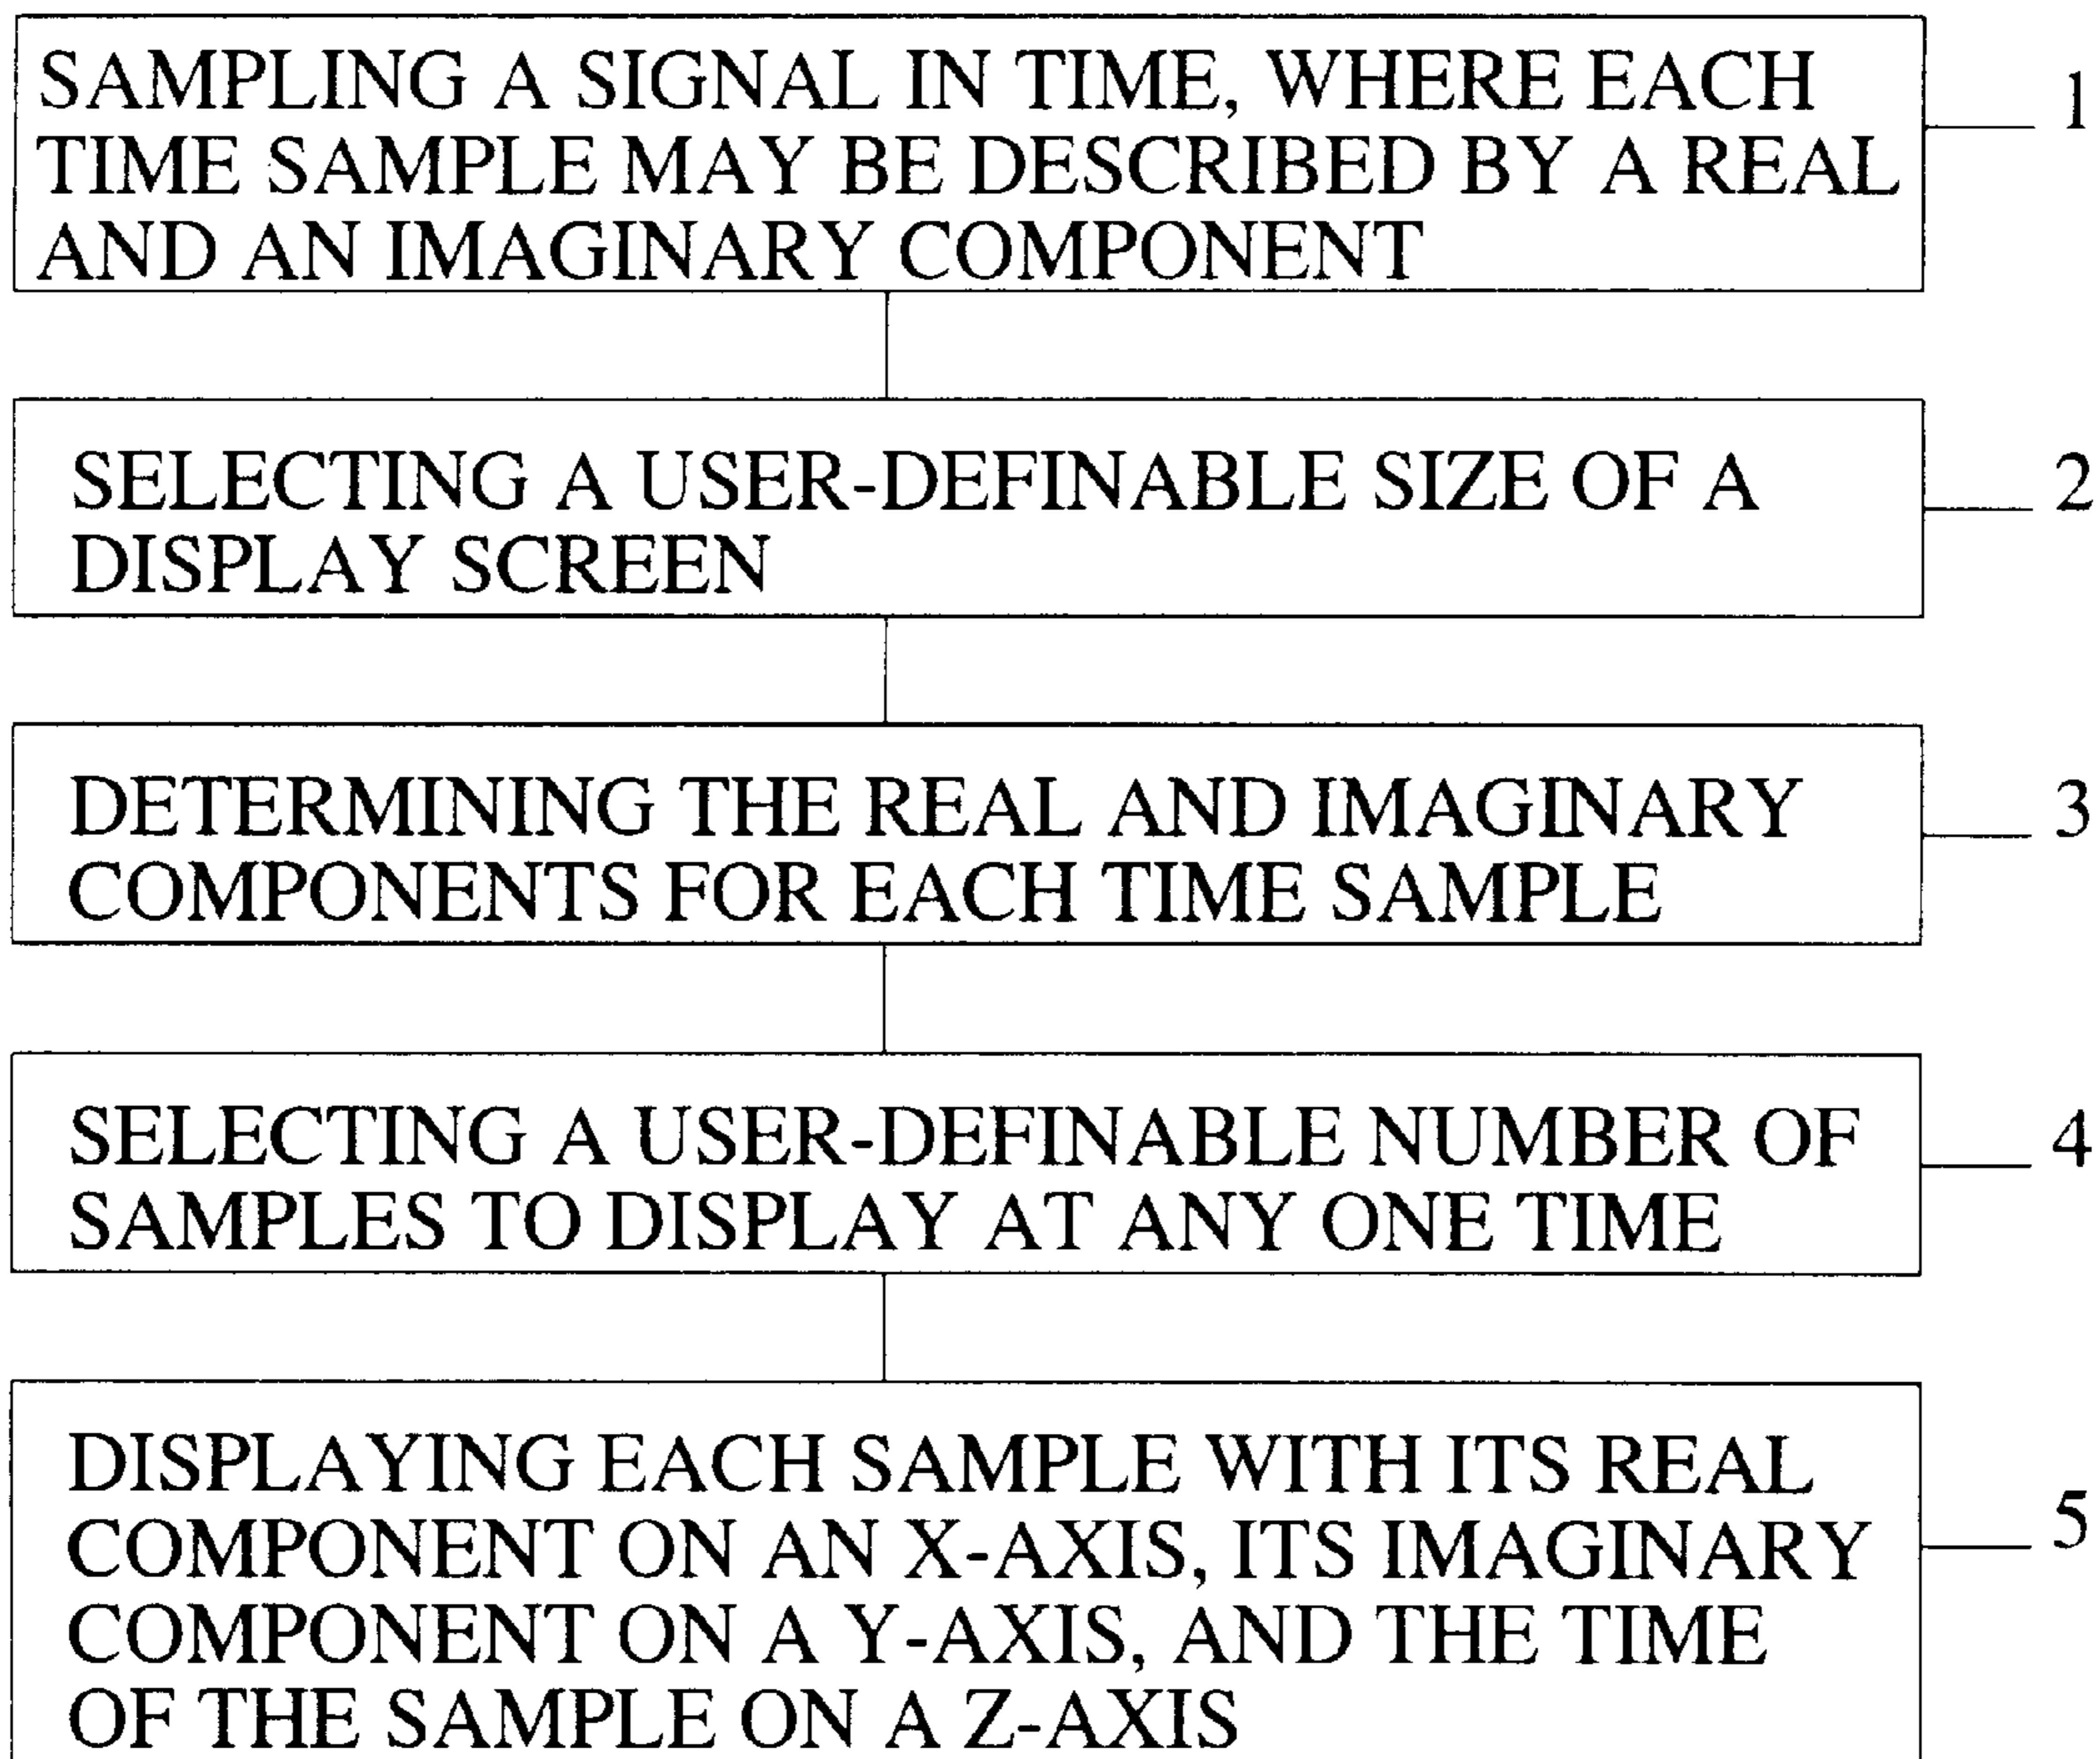 SAMPLING A SIGNAL IN TIME, WHERE EACH
TIME SAMPLE MAY BE DESCRIBED BY A REAL
AND AN IMAGINARY COMPONENT
1
SELECTING A USER-DEFINABLE SIZE OF A
DISPLAY SCREEN
2
DETERMINING THE REAL AND IMAGINARY
COMPONENTS FOR EACH TIME SAMPLE
3
SELECTING A USER-DEFINABLE NUMBER OF
SAMPLES TO DISPLAY AT ANY ONE TIME
4
DISPLAYING EACH SAMPLE WITH ITS REAL
COMPONENT ON AN X-AXIS, ITS IMAGINARY
COMPONENT ON A Y-AXIS, AND THE TIME
OF THE SAMPLE ON A Z-AXIS
5